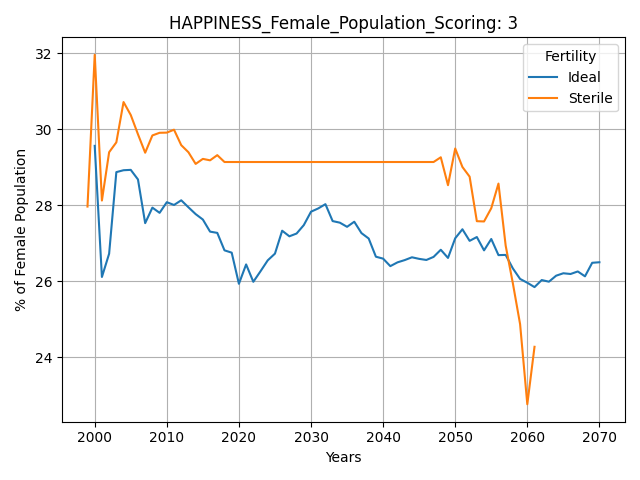 HAPPINESS_Female_Population_Scoring: 3
Fertility
Ideal
Sterile
% of Female Population
32
30
28
26
24
2000 2010 2020 2030 2040 2050 2060 2070
Years